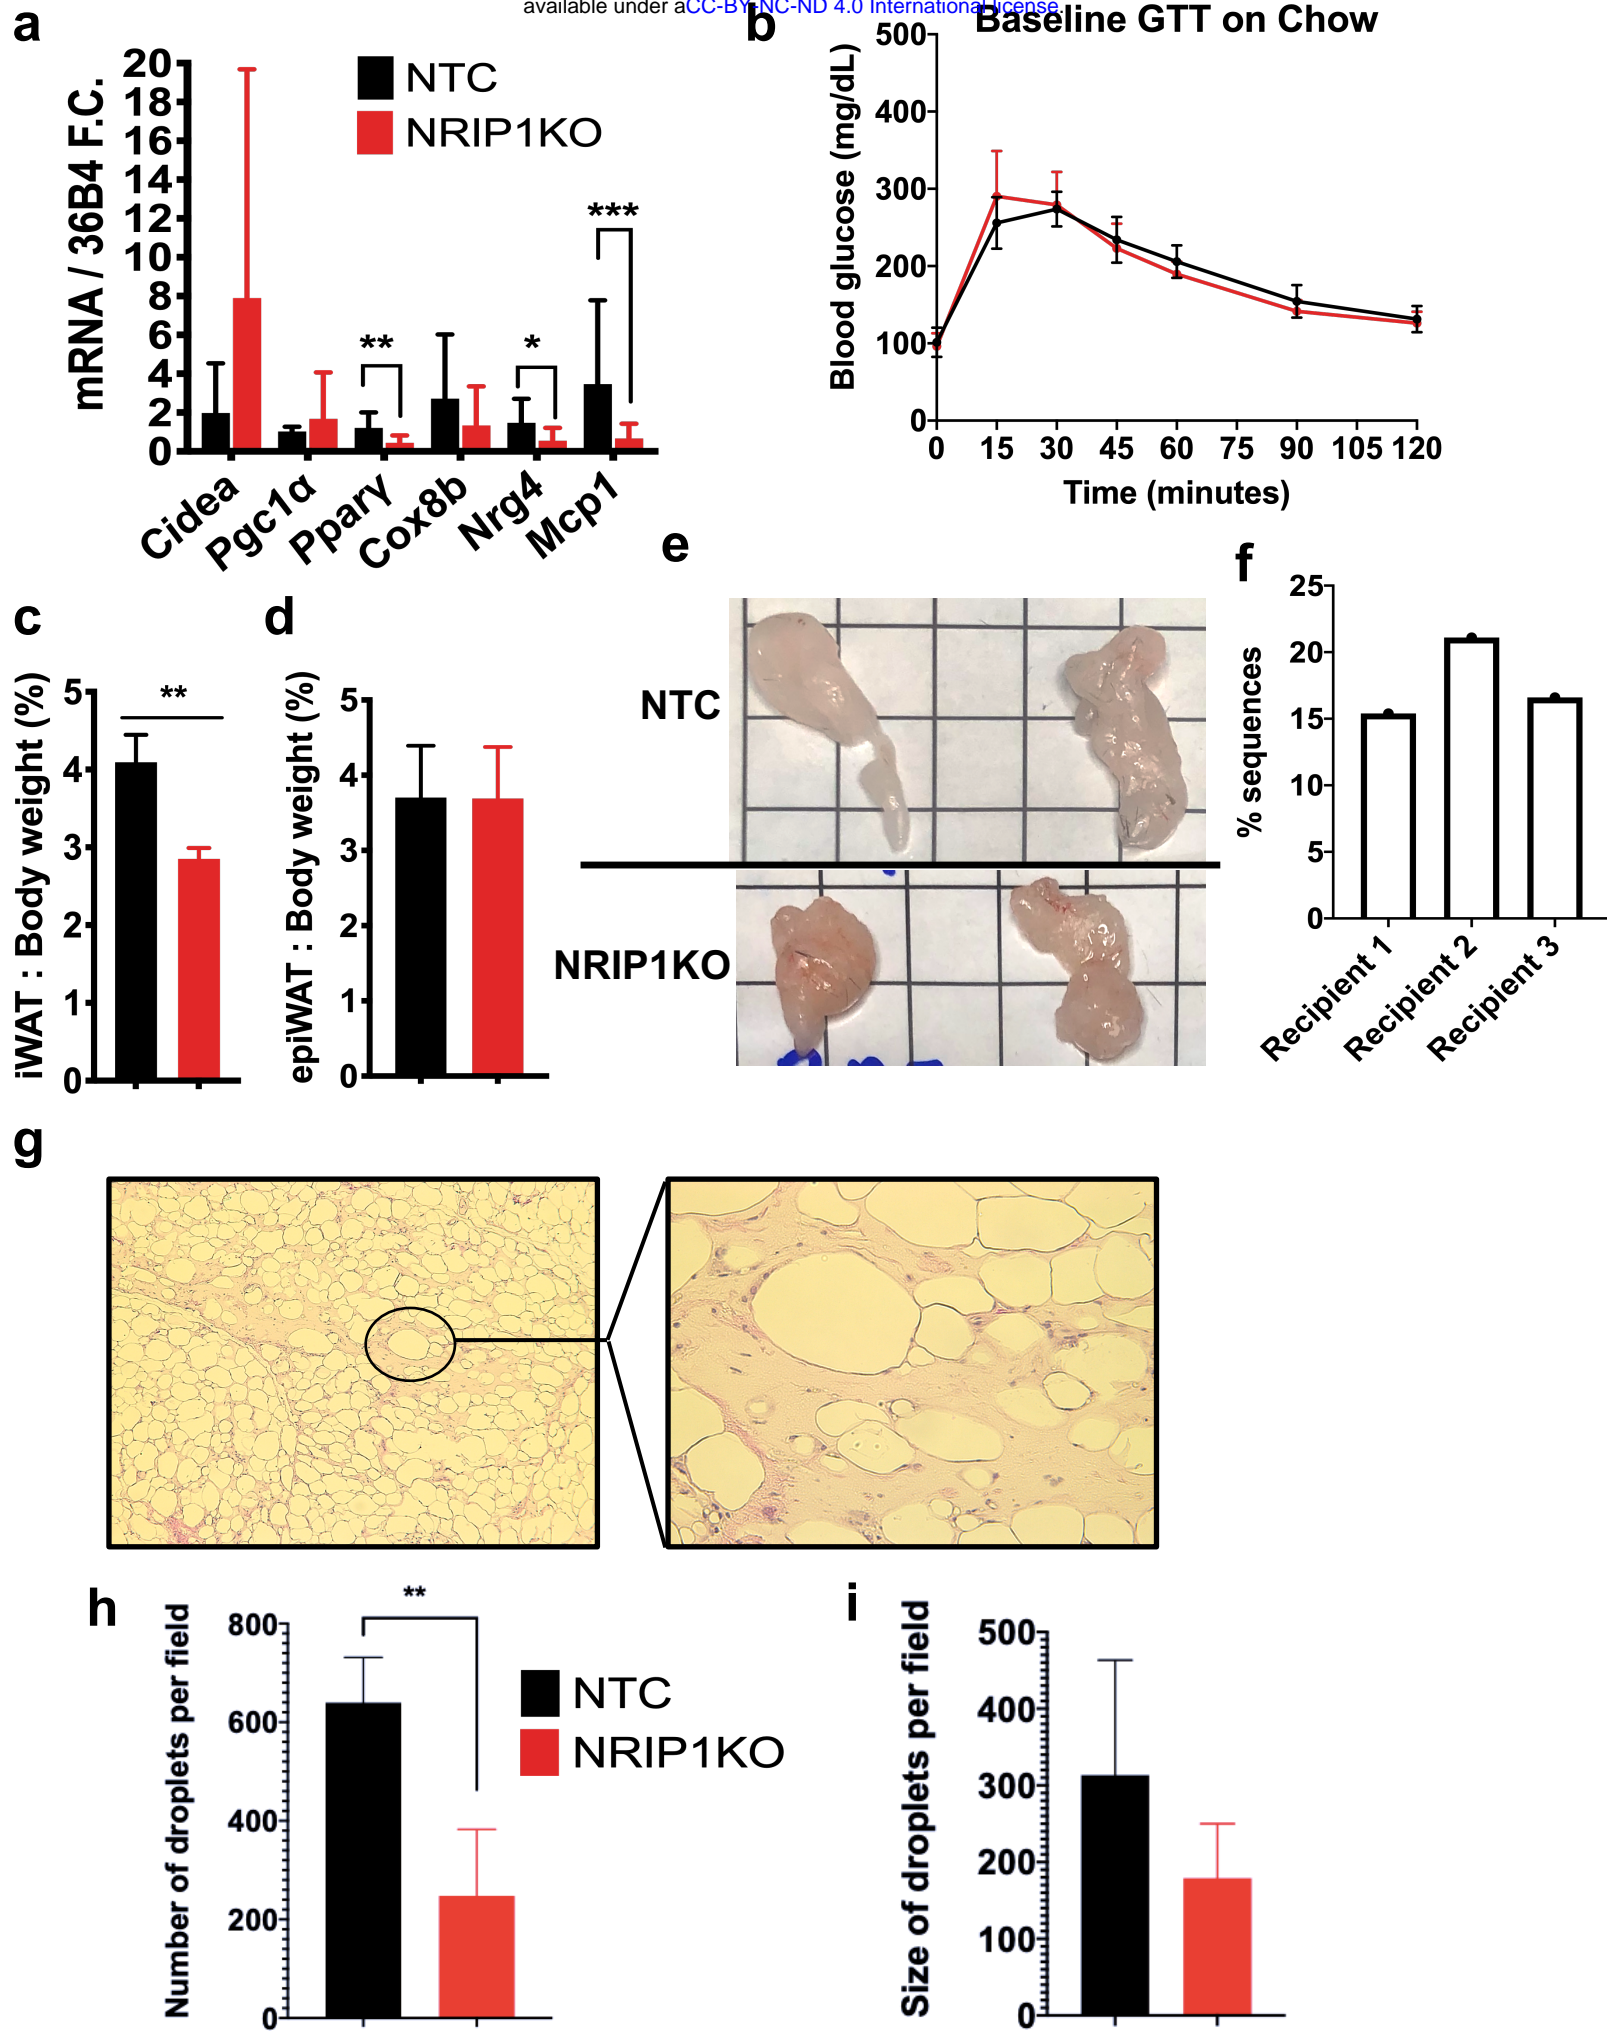 available under aCC-BY-NC-ND 4.0 International license.
a
20
18
16
14
12
10
8
6
4
2
0
mRNA / 36B4 F.C.
NTC
NRIP1KO
**
*
***
Cidea
Pgc1α
Pparγ
Cox8b
Nrg4
Mcp1
b
Baseline GTT on Chow
500
400
300
200
100
0
Blood glucose (mg/dL)
0 15 30 45 60 75 90 105 120
Time (minutes)
c
5
4
3
2
1
0
iWAT : Body weight (%)
**
d
5
4
3
2
1
0
epiWAT : Body weight (%)
e
NTC
NRIP1KO
f
25
20
15
10
5
0
% sequences
Recipient 1
Recipient 2
Recipient 3
g
h
800
600
400
200
0
Number of droplets per field
**
NTC
NRIP1KO
i
500
400
300
200
100
0
Size of droplets per field